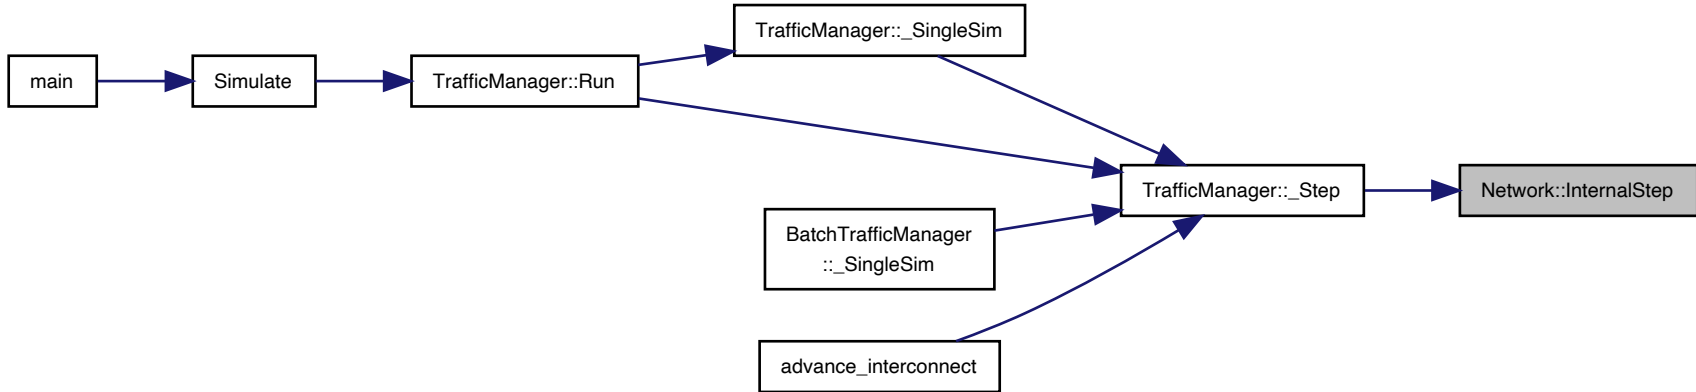 TrafficManager::_SingleSim
main
Simulate
TrafficManager::Run
TrafficManager::_Step
Network::InternalStep
BatchTrafficManager
::_SingleSim
advance_interconnect